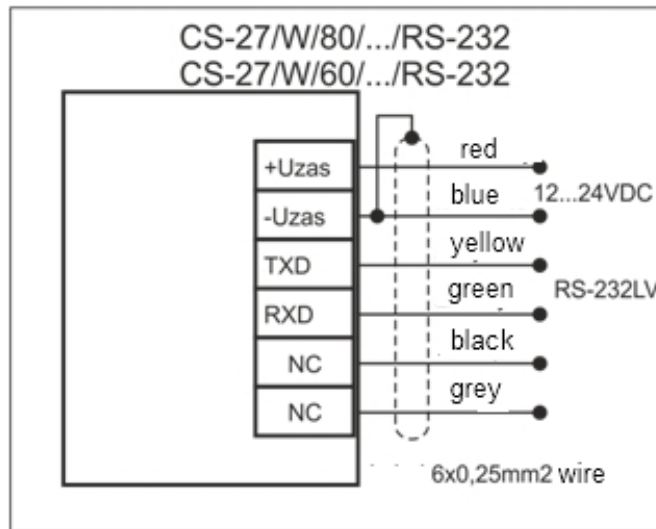 CS-27/W/80/.../RS-232
CS-27/W/60/.../RS-232
+Uzas
red
-Uzas
blue
12...24VDC
TXD
yellow
RXD
green
RS-232LV
NC
black
NC
grey
6x0,25mm2 wire